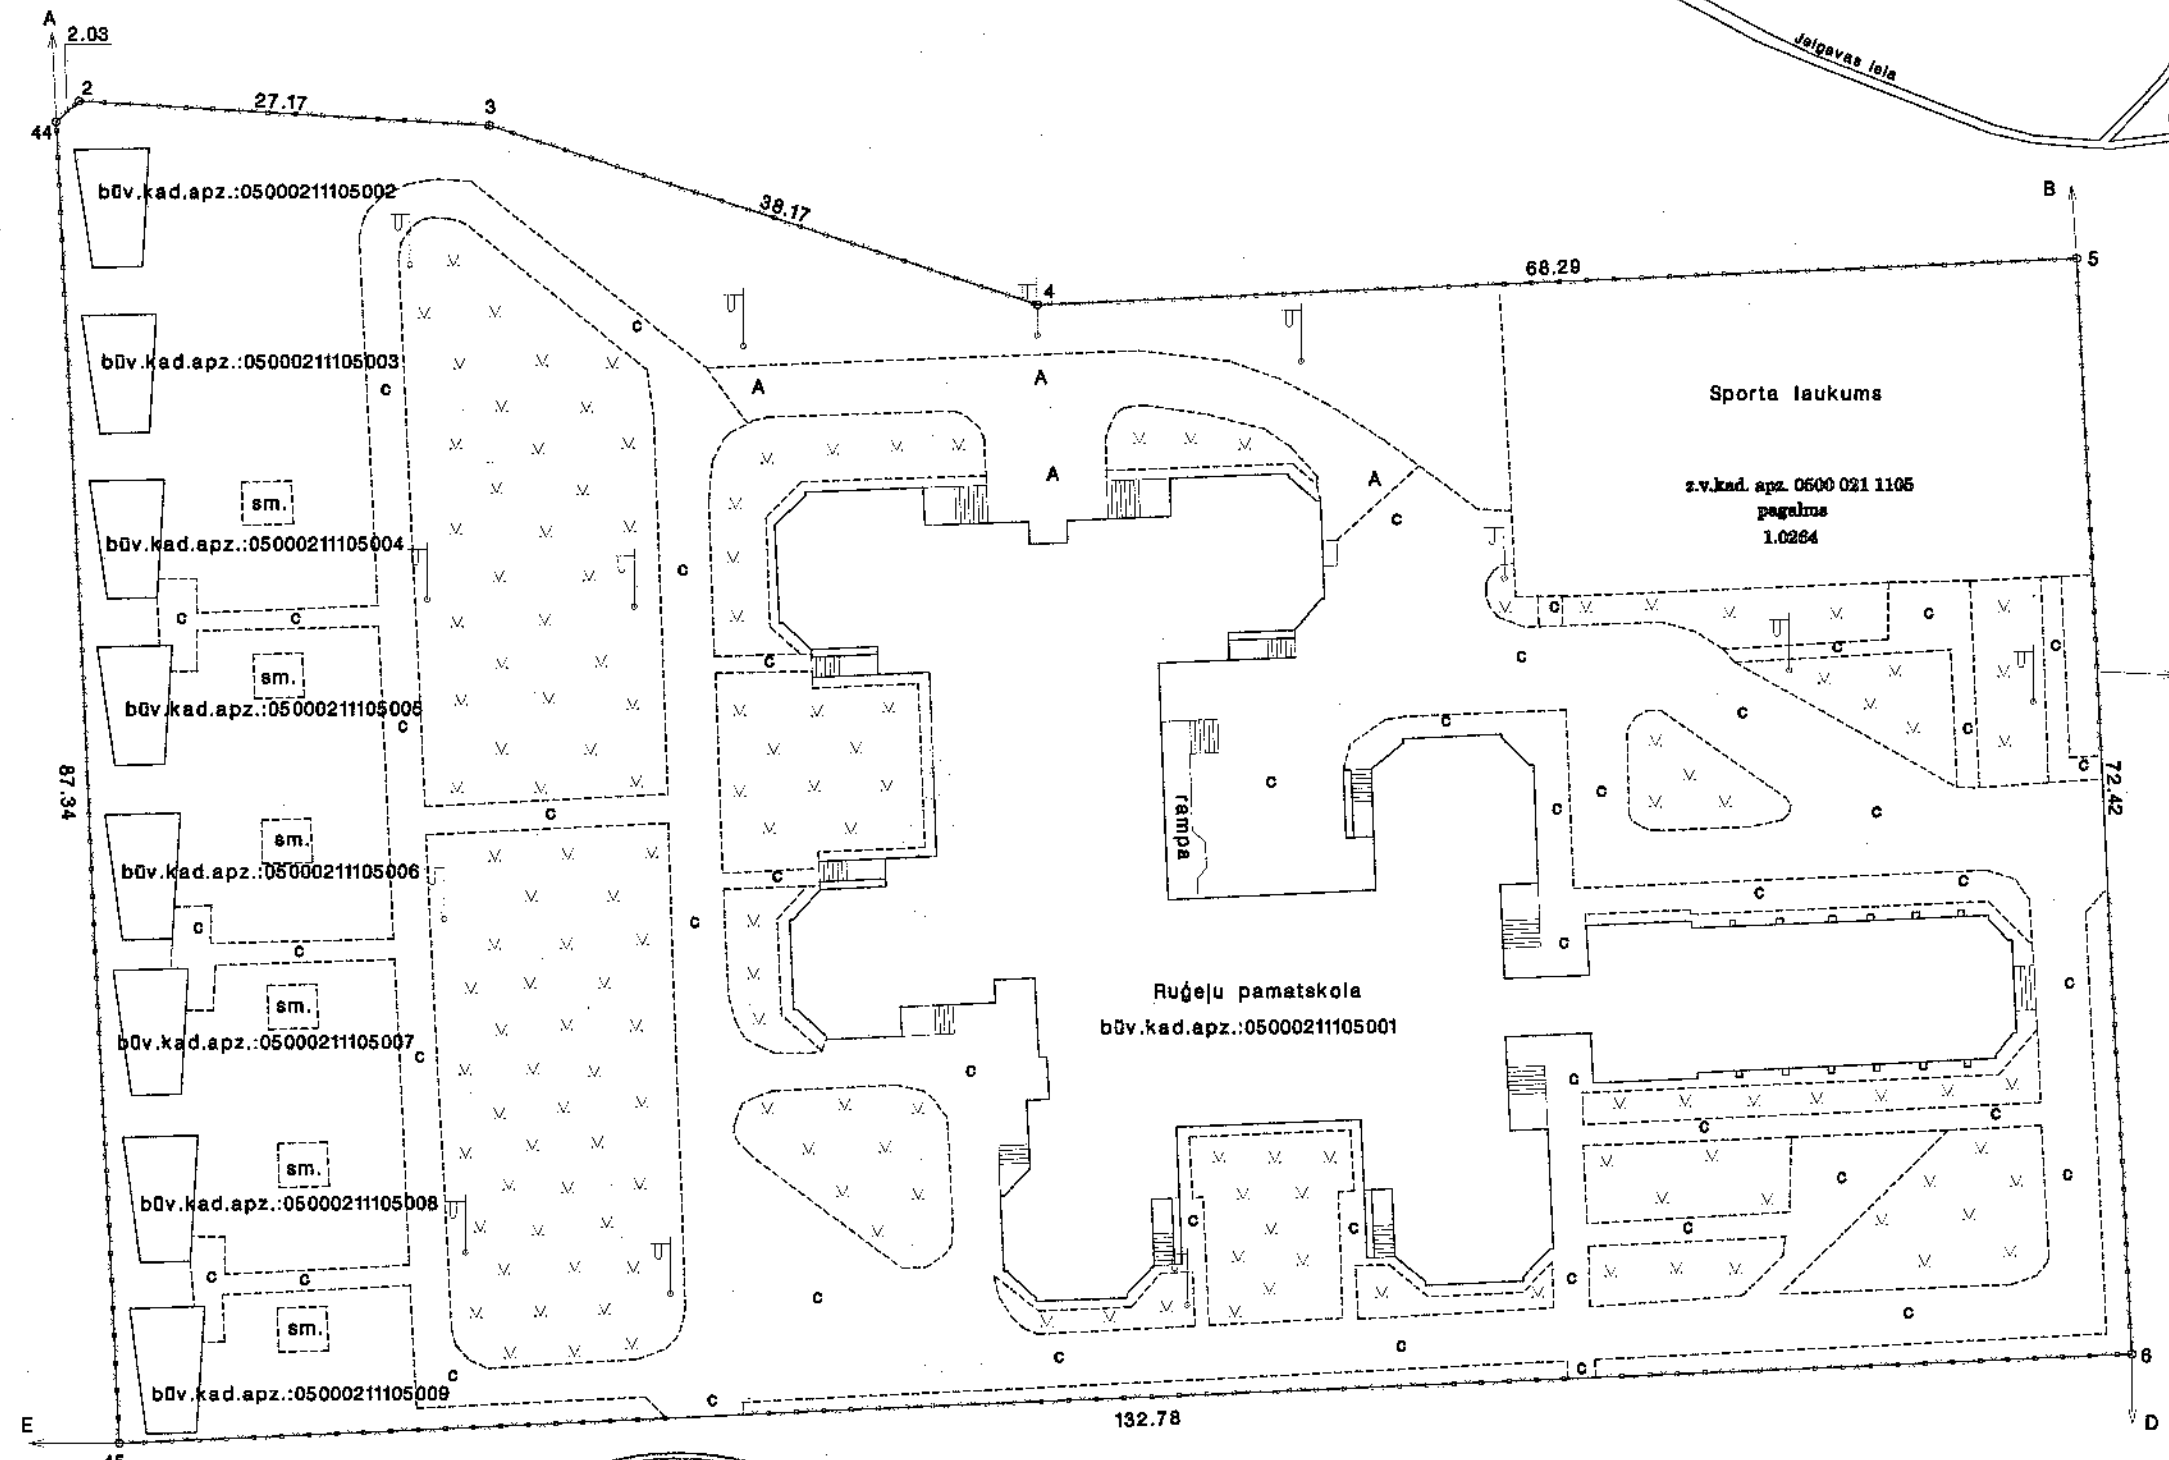 A
2.03
2
27.17
3
44
Jelgavas iela
būv.kad.apz.:05000211105002
38.17
B
4
68.29
5
būv.kad.apz.:05000211105003
C
C
A
A
Sporta laukums
A
A
z.v.kad. apz. 0500 021 1105
pagalms
1.0264
sm.
C
būv.kad.apz.:05000211105004
C
C
C
C
C
C
C
C
C
C
sm.
būv.kad.apz.:05000211105005
C
C
C
C
C
87.34
72.42
C
C
rampa
C
C
C
C
sm.
būv.kad.apz.:05000211105006
C
C
C
C
C
C
C
C
C
sm.
Ruģeļu pamatskola
būv.kad.apz.:05000211105001
būv.kad.apz.:05000211105007
C
C
C
C
C
sm.
C
C
būv.kad.apz.:05000211105008
C
C
C
C
C
C
C
C
sm.
C
C
C
C
C
būv.kad.apz.:05000211105009
C
132.78
6
E
D